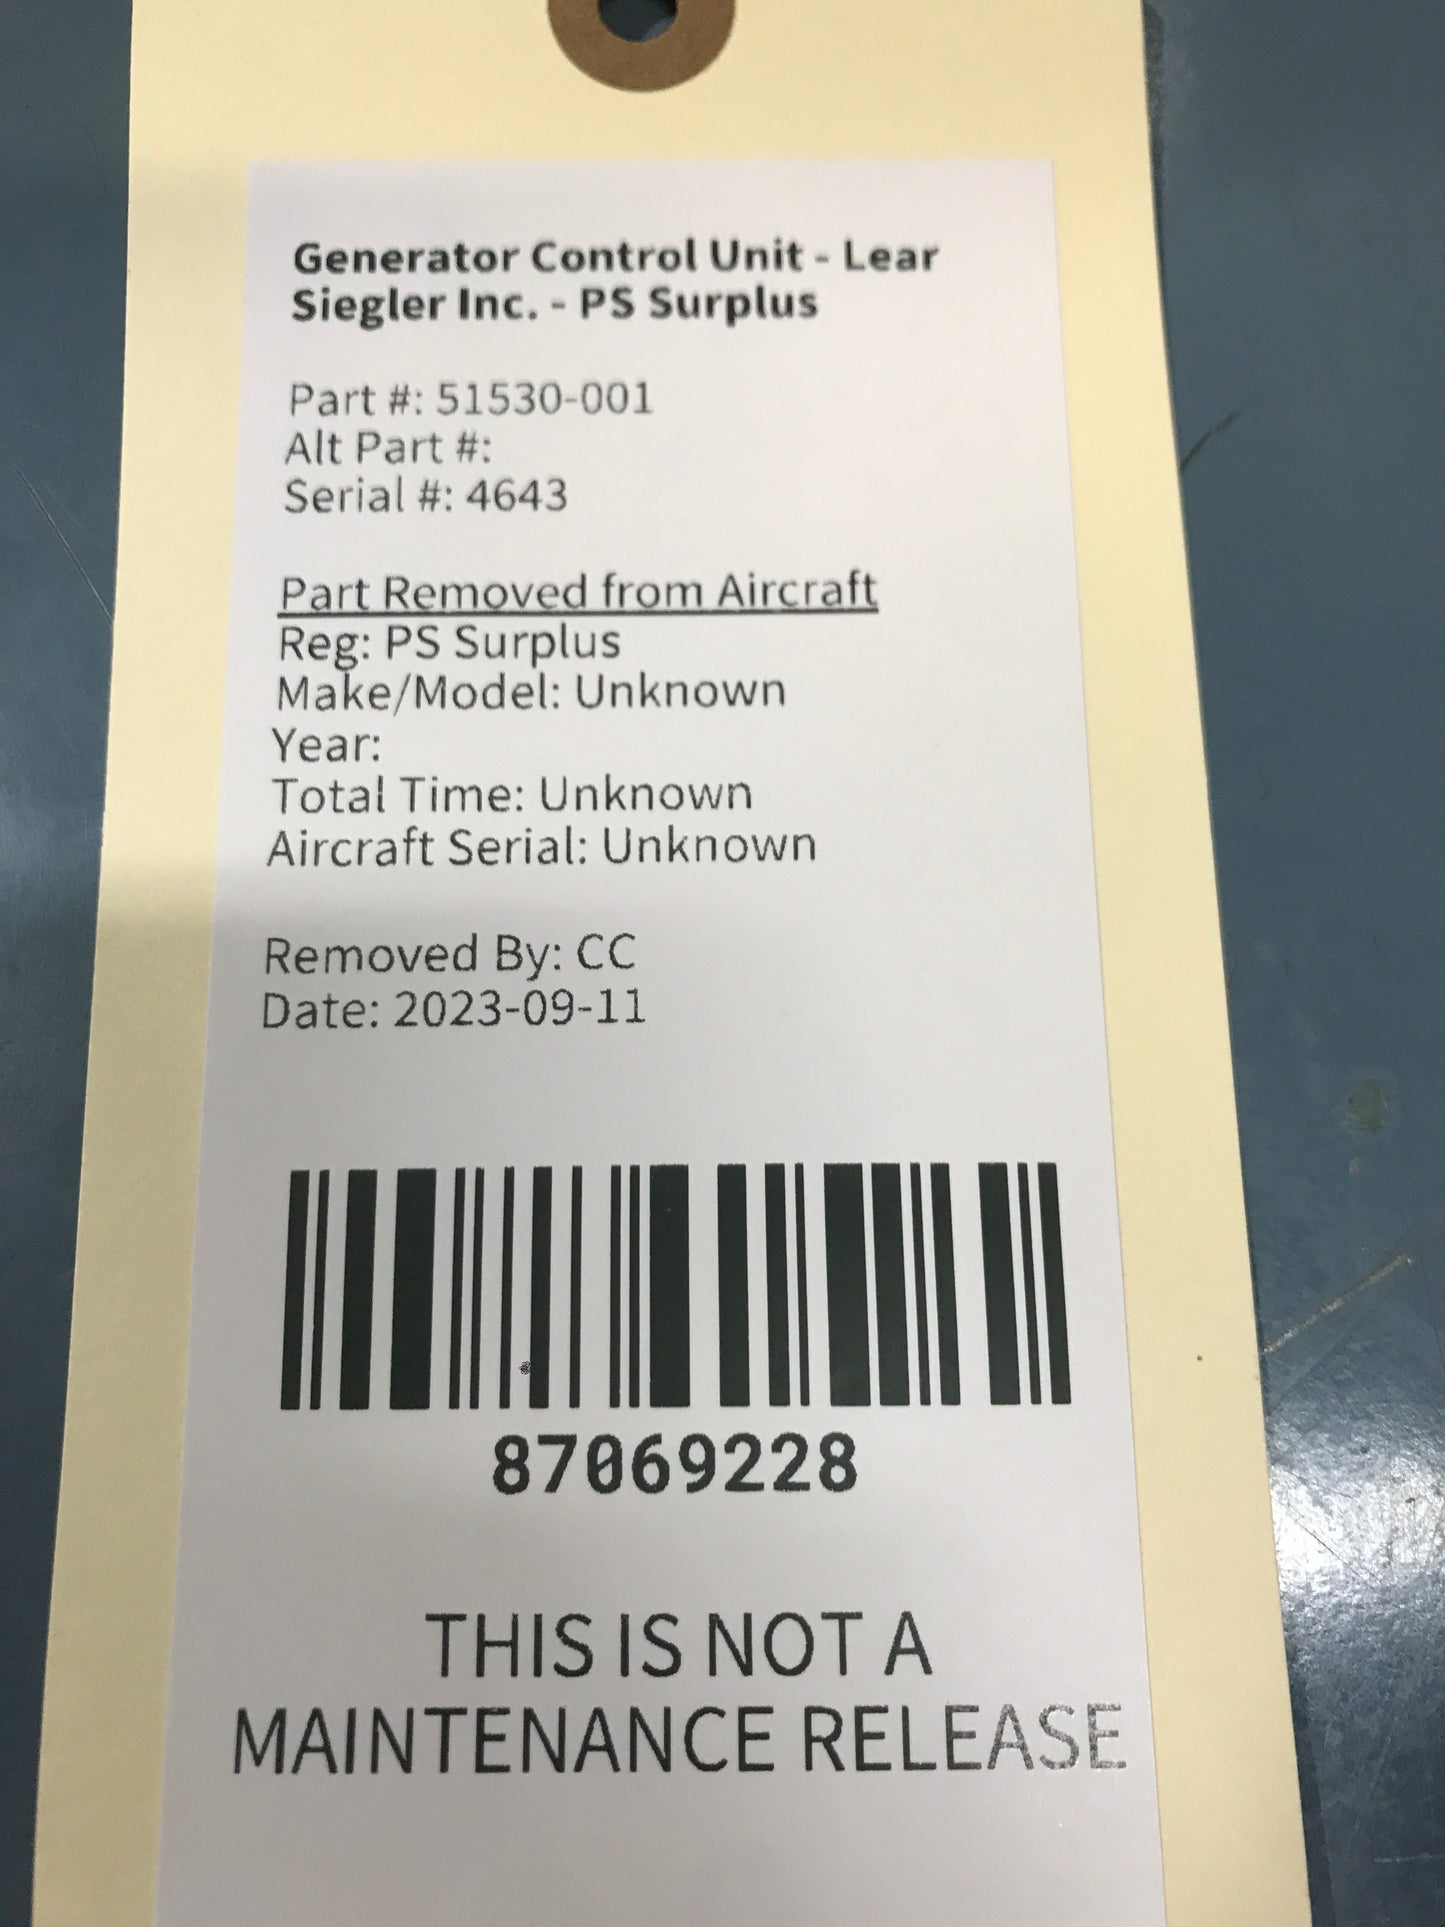 Generator Control Unit - Lear
Siegler Inc. - PS Surplus
Part #: 51530-001
Alt Part #:
Serial #: 4643
Part Removed from Aircraft
Reg: PS Surplus
Make/Model: Unknown
Year:
Total Time: Unknown
Aircraft Serial: Unknown
Removed By: CC
Date: 2023-09-11
87069228
THIS IS NOT A
MAINTENANCE RELEASE